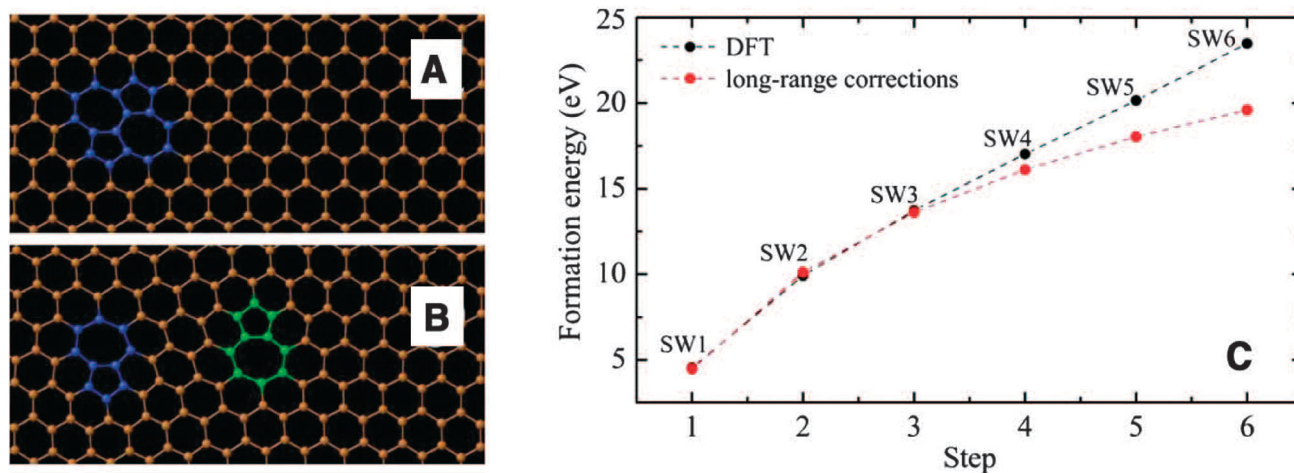 A
B
Formation energy (eV)
25
20
15
10
5
DFT
long-range corrections
SW1
SW2
SW3
SW4
SW5
SW6
C
1 2 3 4 5 6
Step